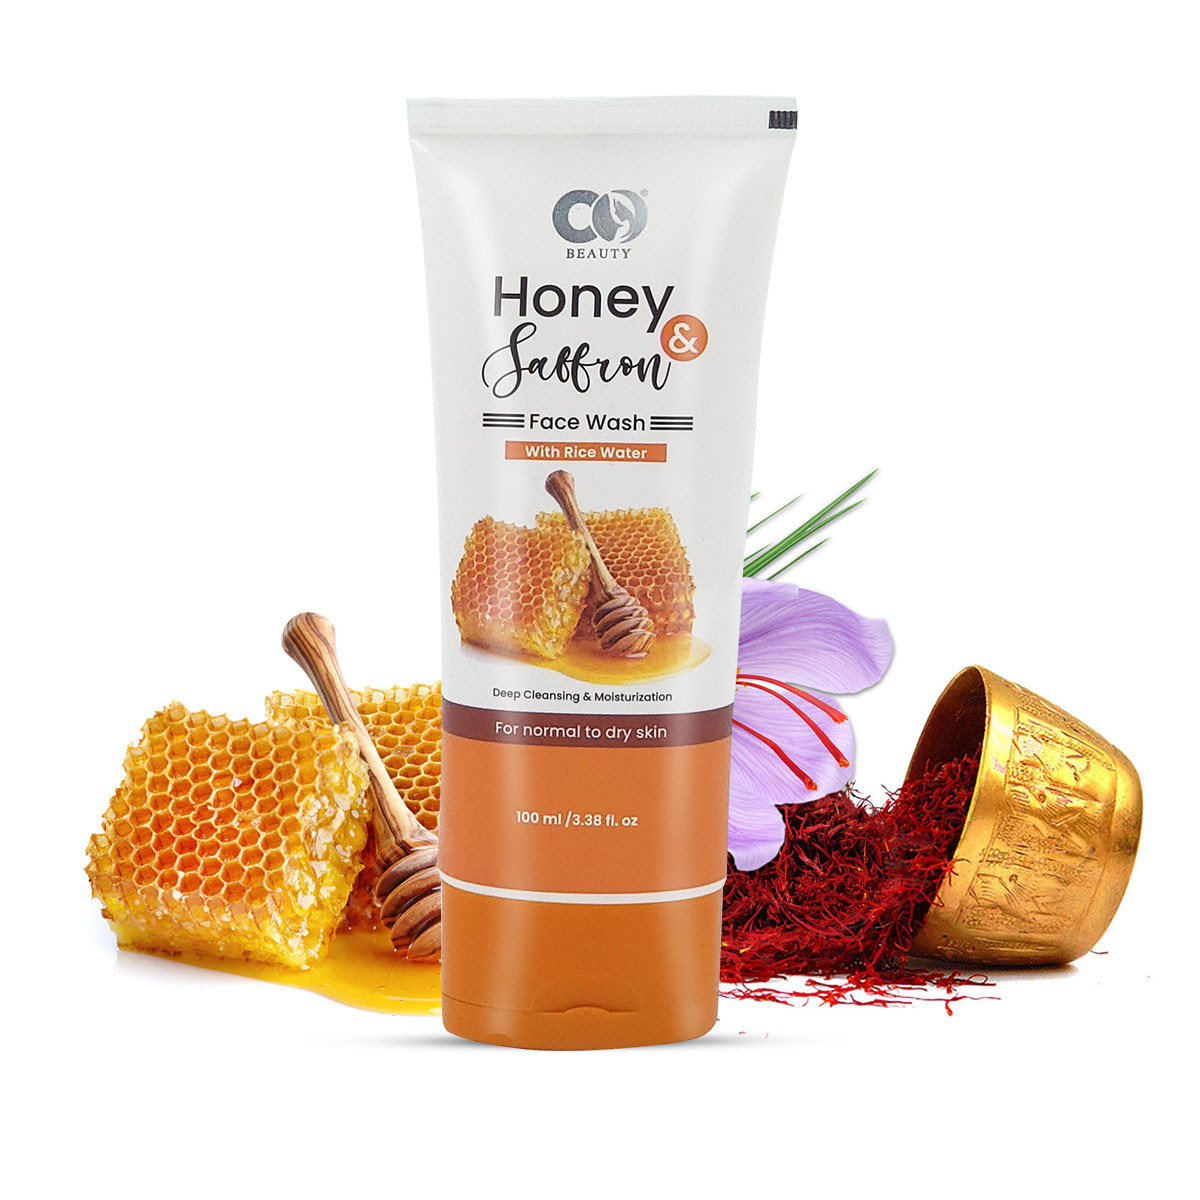 CO®
BEAUTY
Honey
&
Saffron
Face Wash
With Rice Water
Deep Cleansing & Moisturization
For normal to dry skin
100 ml /3.38 fl. oz